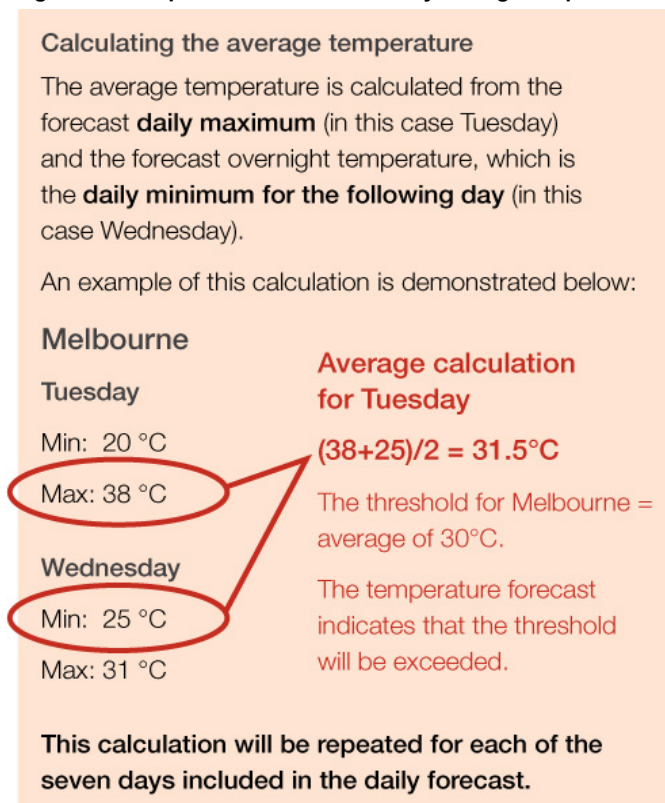 Calculating the average temperature
The average temperature is calculated from the
forecast daily maximum (in this case Tuesday)
and the forecast overnight temperature, which is
the daily minimum for the following day (in this
case Wednesday).
An example of this calculation is demonstrated below:
Melbourne
Tuesday
Min: 20 °C
Max: 38 °C
Wednesday
Min: 25 °C
Max: 31 °C
Average calculation
for Tuesday
(38+25)/2 = 31.5°C
The threshold for Melbourne =
average of 30°C.
The temperature forecast
indicates that the threshold
will be exceeded.
This calculation will be repeated for each of the
seven days included in the daily forecast.